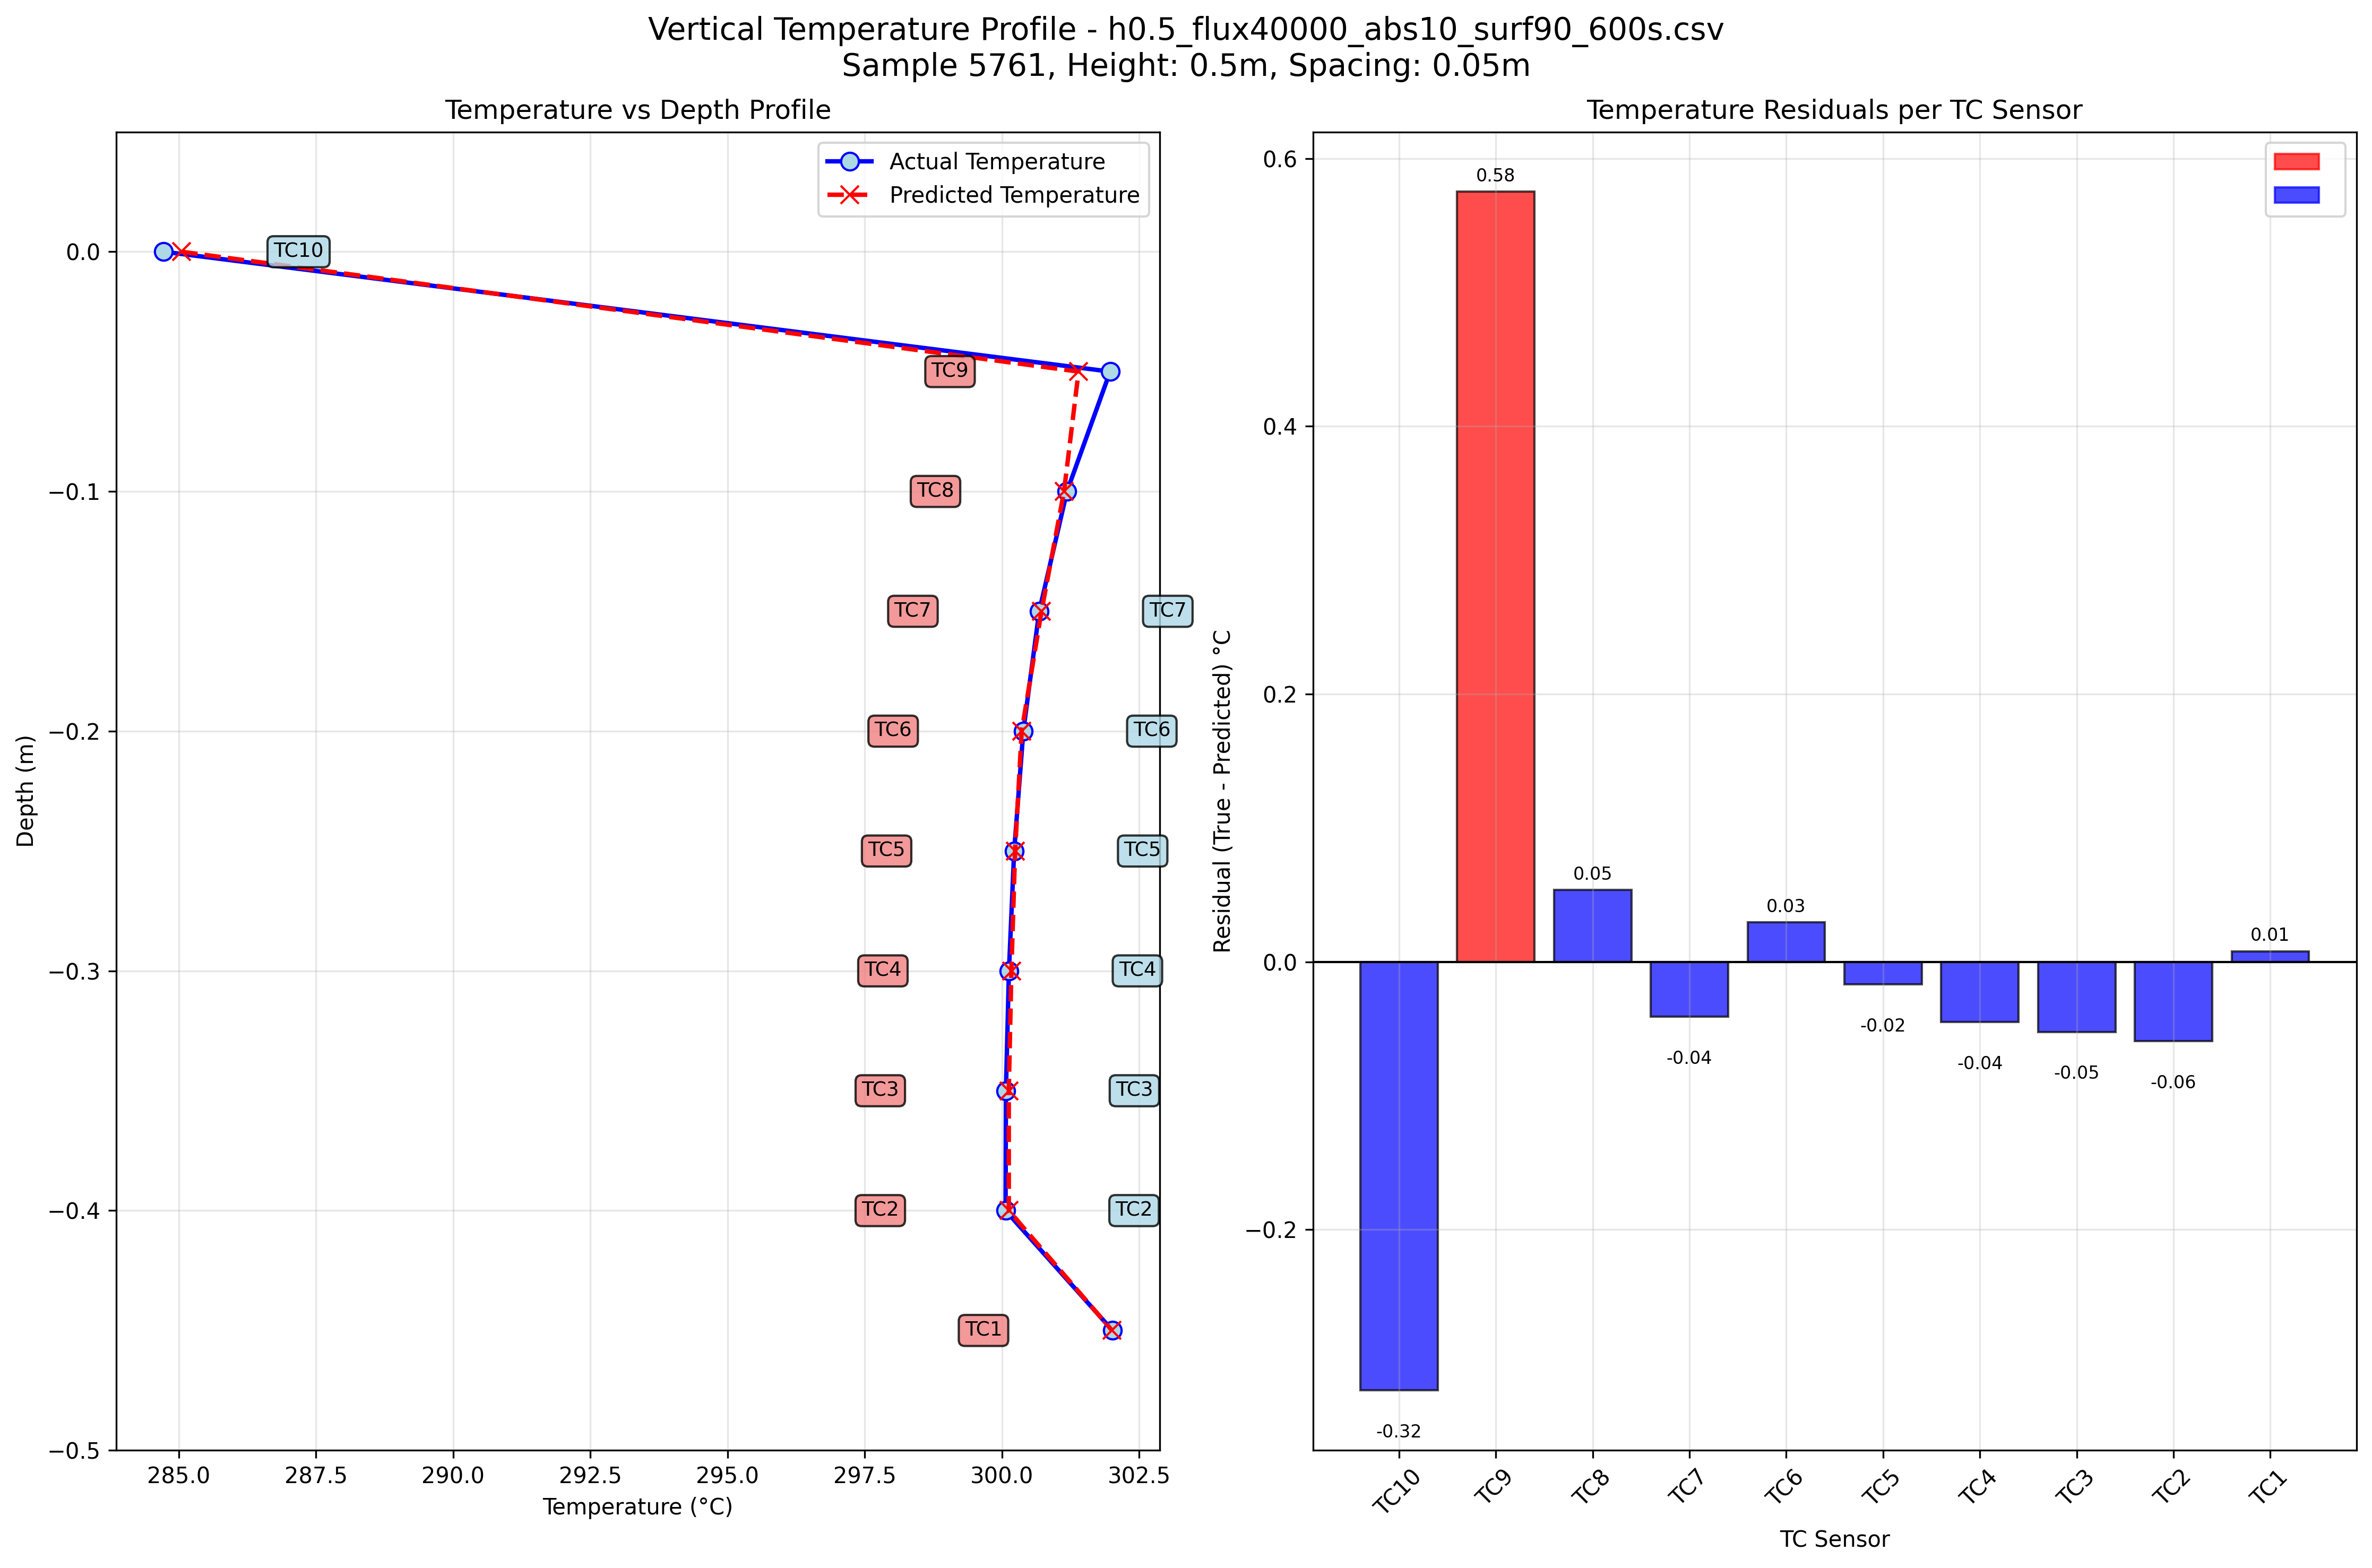 Vertical Temperature Profile - h0.5_flux40000_abs10_surf90_600s.csv
Sample 5761, Height: 0.5m, Spacing: 0.05m
Temperature vs Depth Profile
Actual Temperature
Predicted Temperature
0.0
−0.1
−0.2
−0.3
−0.4
−0.5
Depth (m)
TC10
TC9
TC8
TC7
TC7
TC6
TC6
TC5
TC5
TC4
TC4
TC3
TC3
TC2
TC2
TC1
285.0
287.5
290.0
292.5
295.0
297.5
300.0
302.5
Temperature (°C)
Temperature Residuals per TC Sensor
0.6
0.4
0.2
0.0
−0.2
Residual (True - Predicted) °C
-0.32
0.58
0.05
-0.04
0.03
-0.02
-0.04
-0.05
-0.06
0.01
TC10
TC9
TC8
TC7
TC6
TC5
TC4
TC3
TC2
TC1
TC Sensor